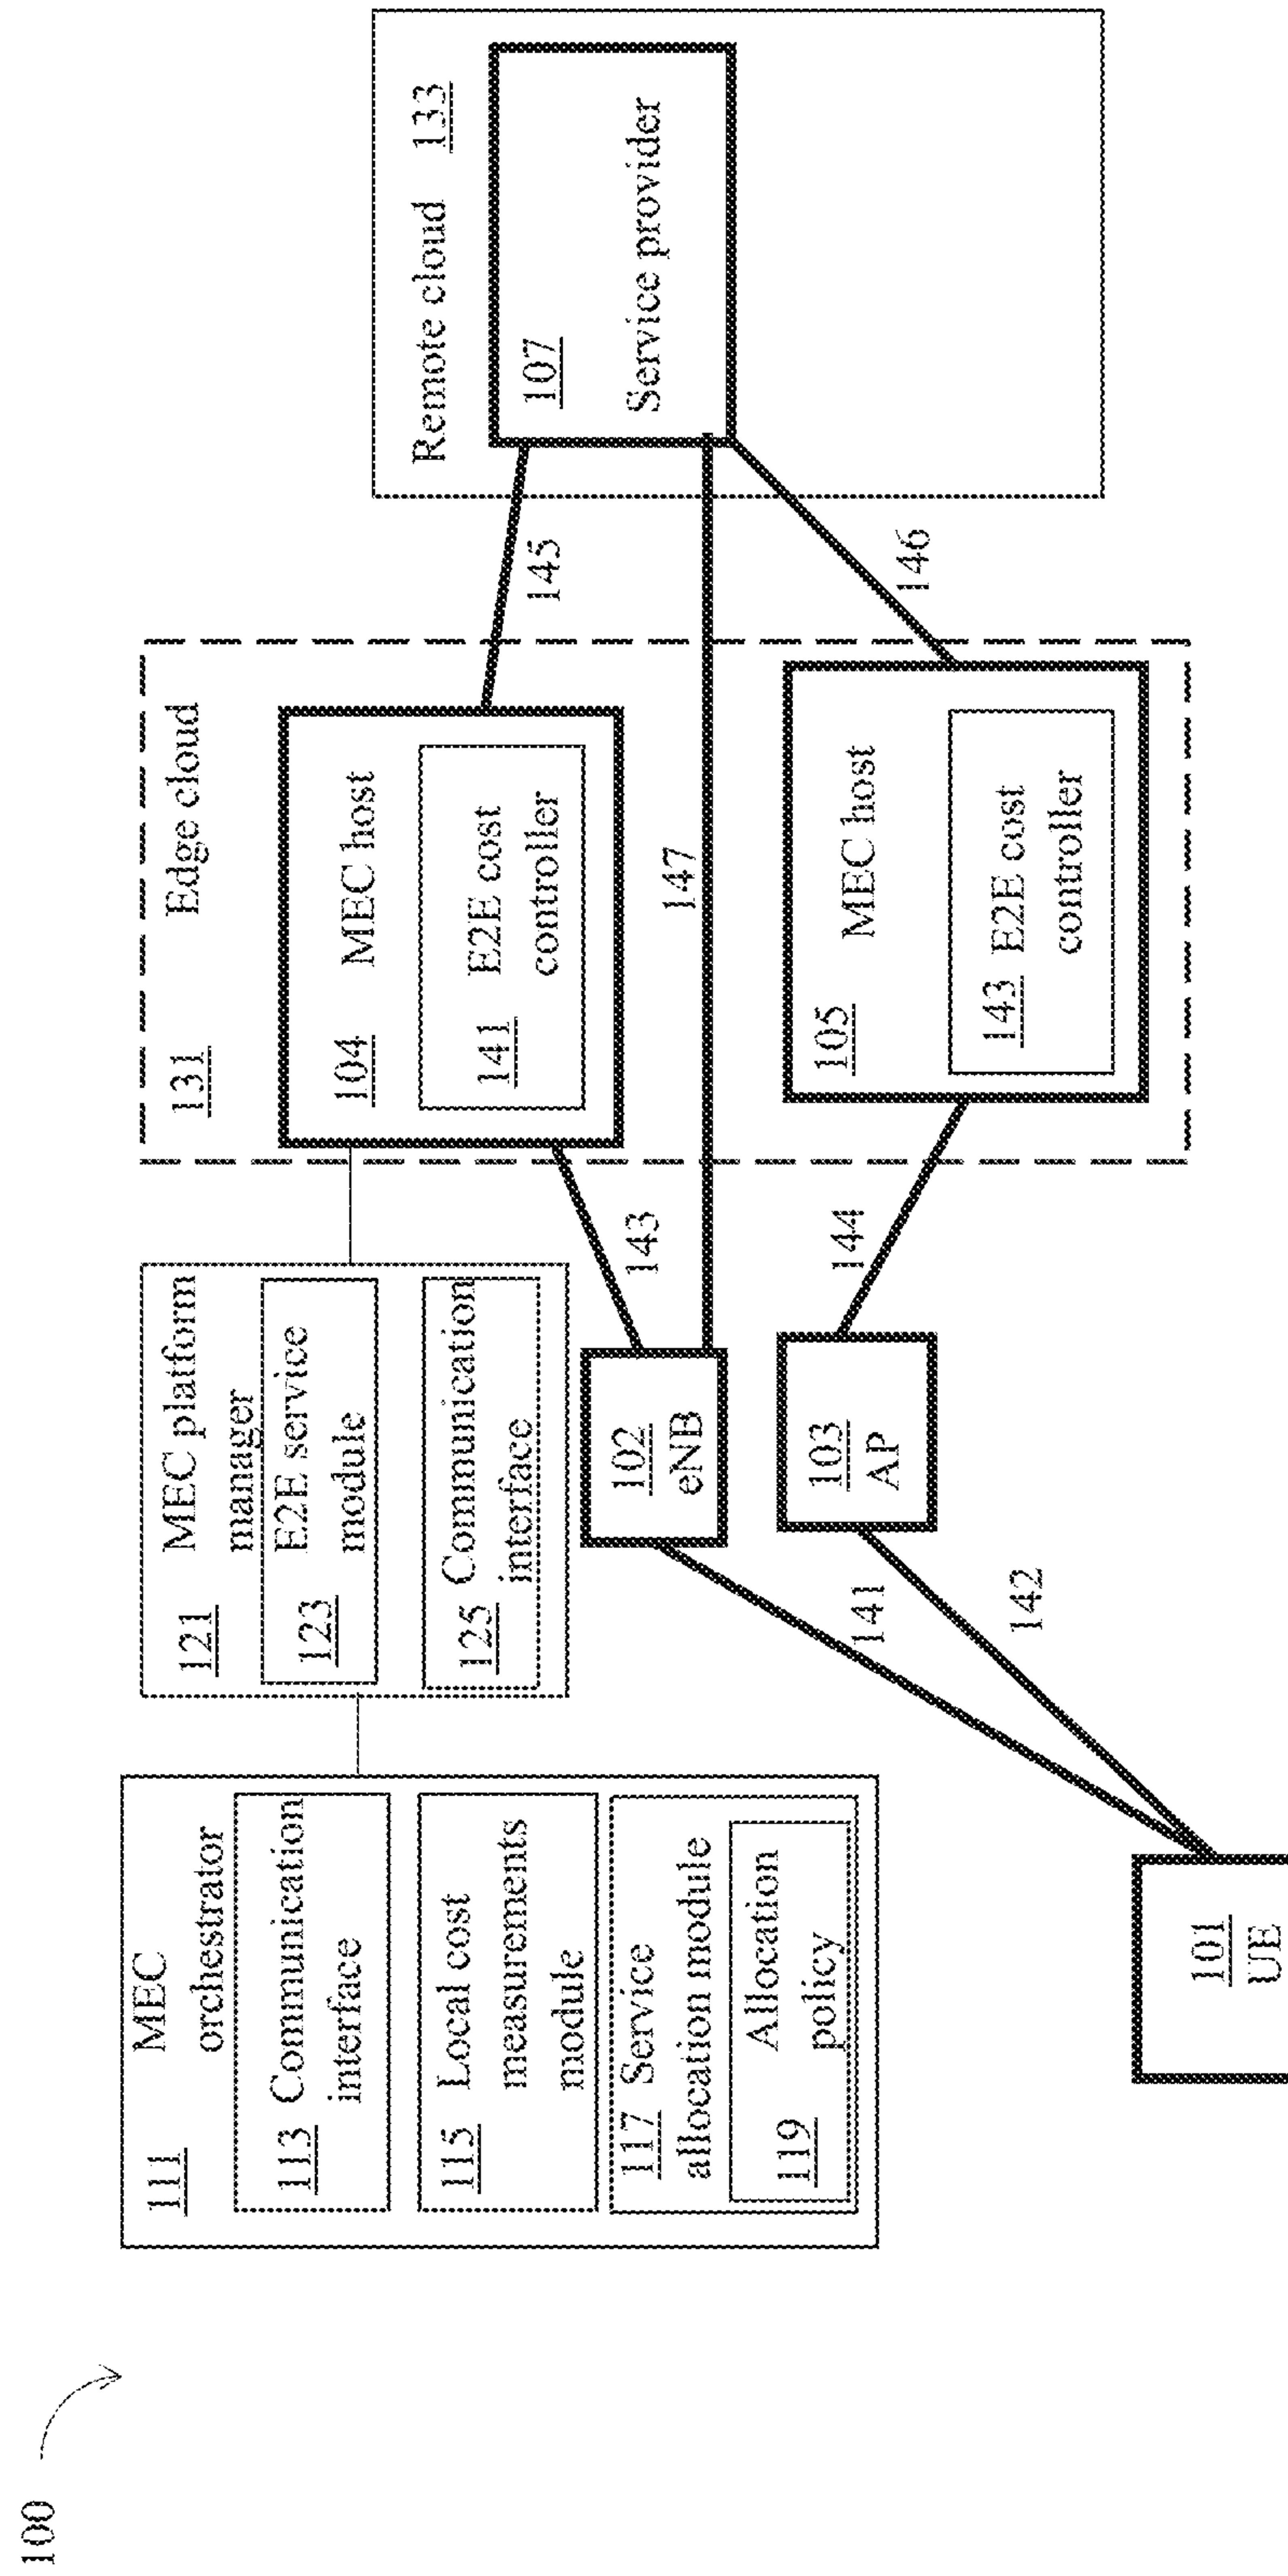 100
111 MEC
orchestrator
113 Communication
interface
115 Local cost
measurements
module
117 Service
allocation module
119 Allocation
policy
121 MEC platform
manager
123 E2E service
module
125 Communication
interface
131 Edge cloud
104 MEC host
141 E2E cost
controller
105 MEC host
143 E2E cost
controller
Remote cloud 133
107
Service provider
102
eNB
103
AP
101
UE
141
142
143
144
145
146
147